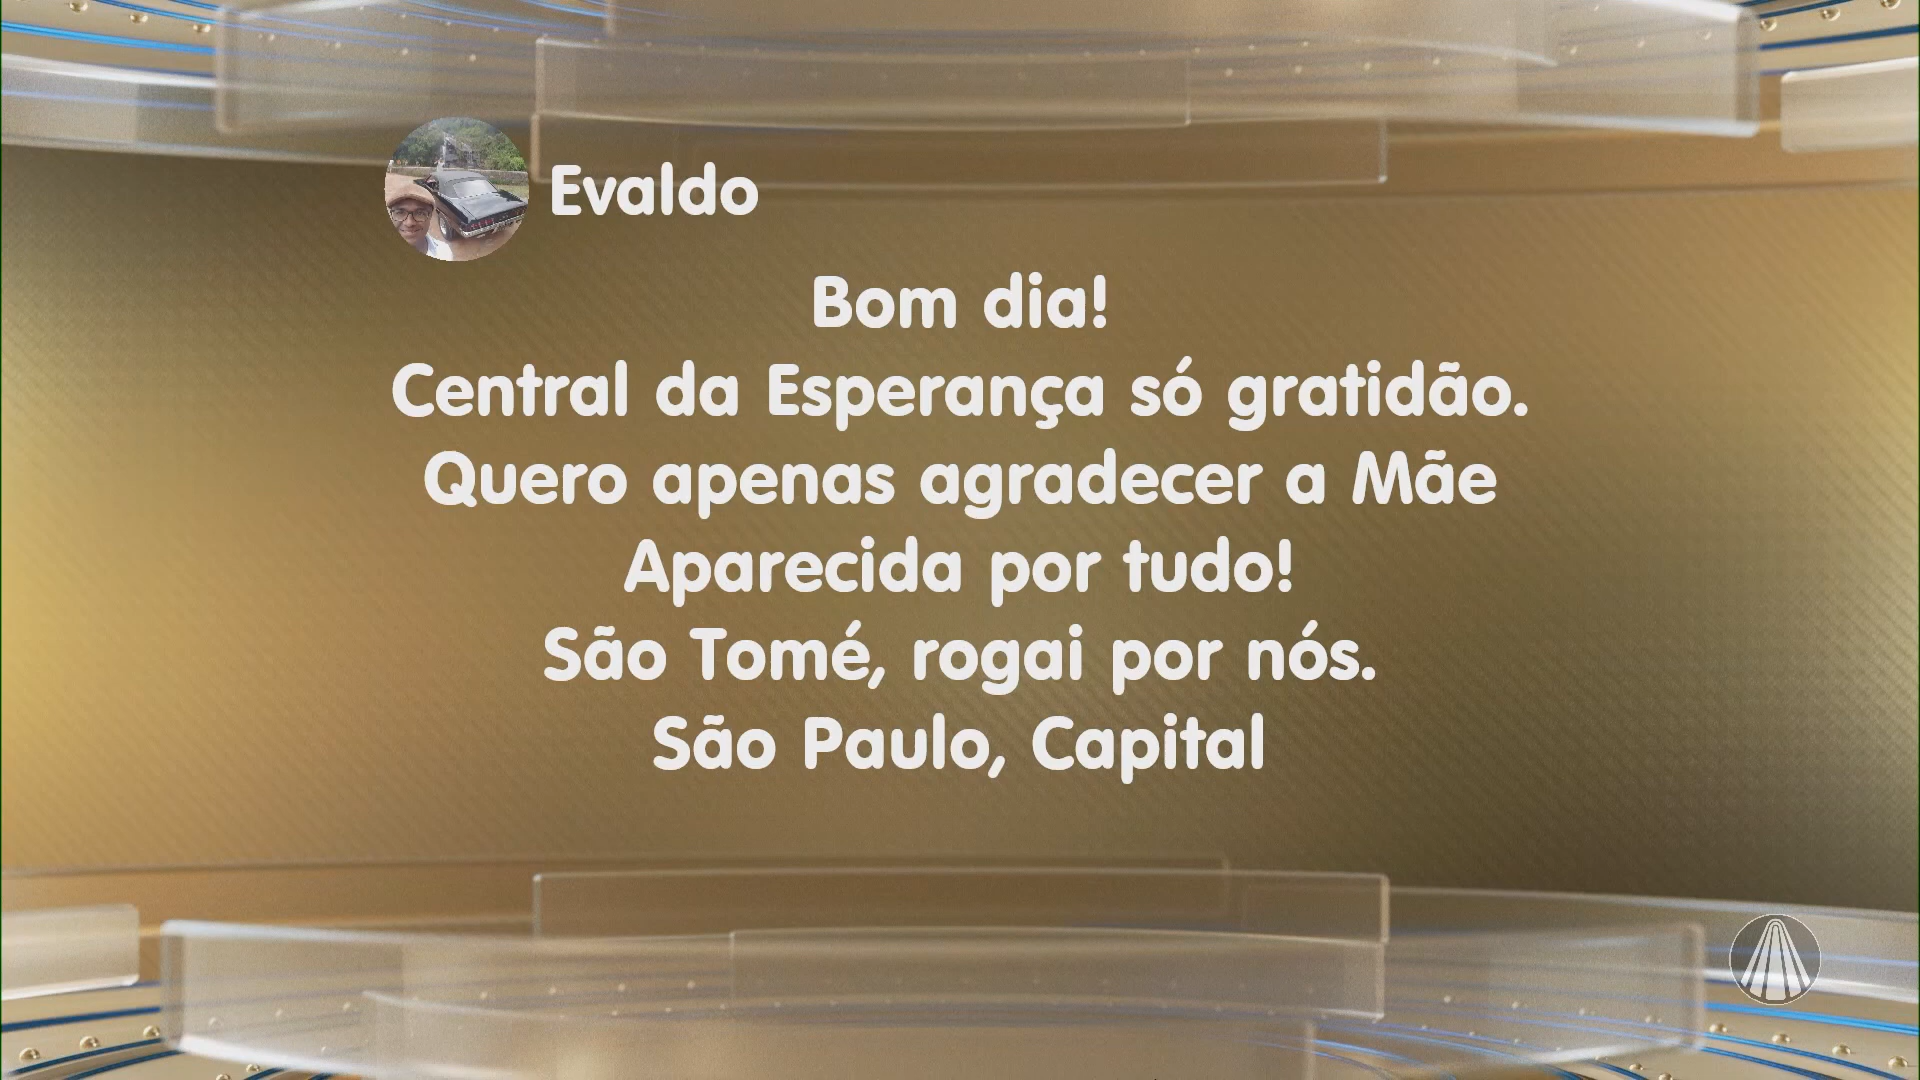 Evaldo
Bom dia!
Central da Esperança só gratidão.
Quero apenas agradecer a Mãe
Aparecida por tudo!
São Tomé, rogai por nós.
São Paulo, Capital